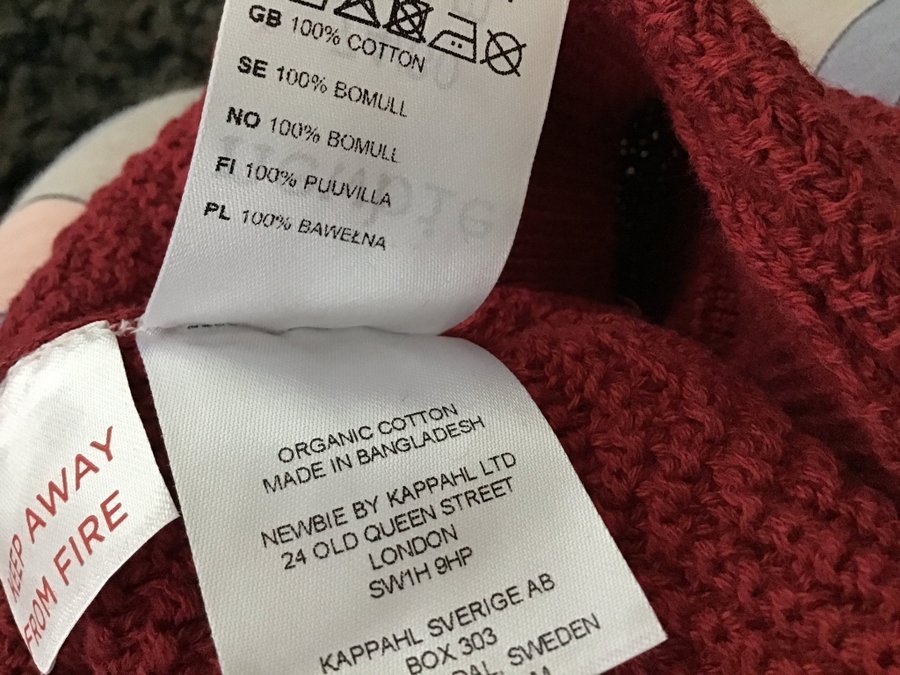 GB 100% COTTON
SE 100% BOMULL
NO 100% BOMULL
FI 100% PUUVILLA
PL 100% BAWEŁNA
ORGANIC COTTON
MADE IN BANGLADESH
NEWBIE BY KAPPAHL LTD
24 OLD QUEEN STREET
LONDON
SW1H 9HP
KAPPAHL SVERIGE AB
BOX 303
SWEDEN
KEEP AWAY
FROM FIRE